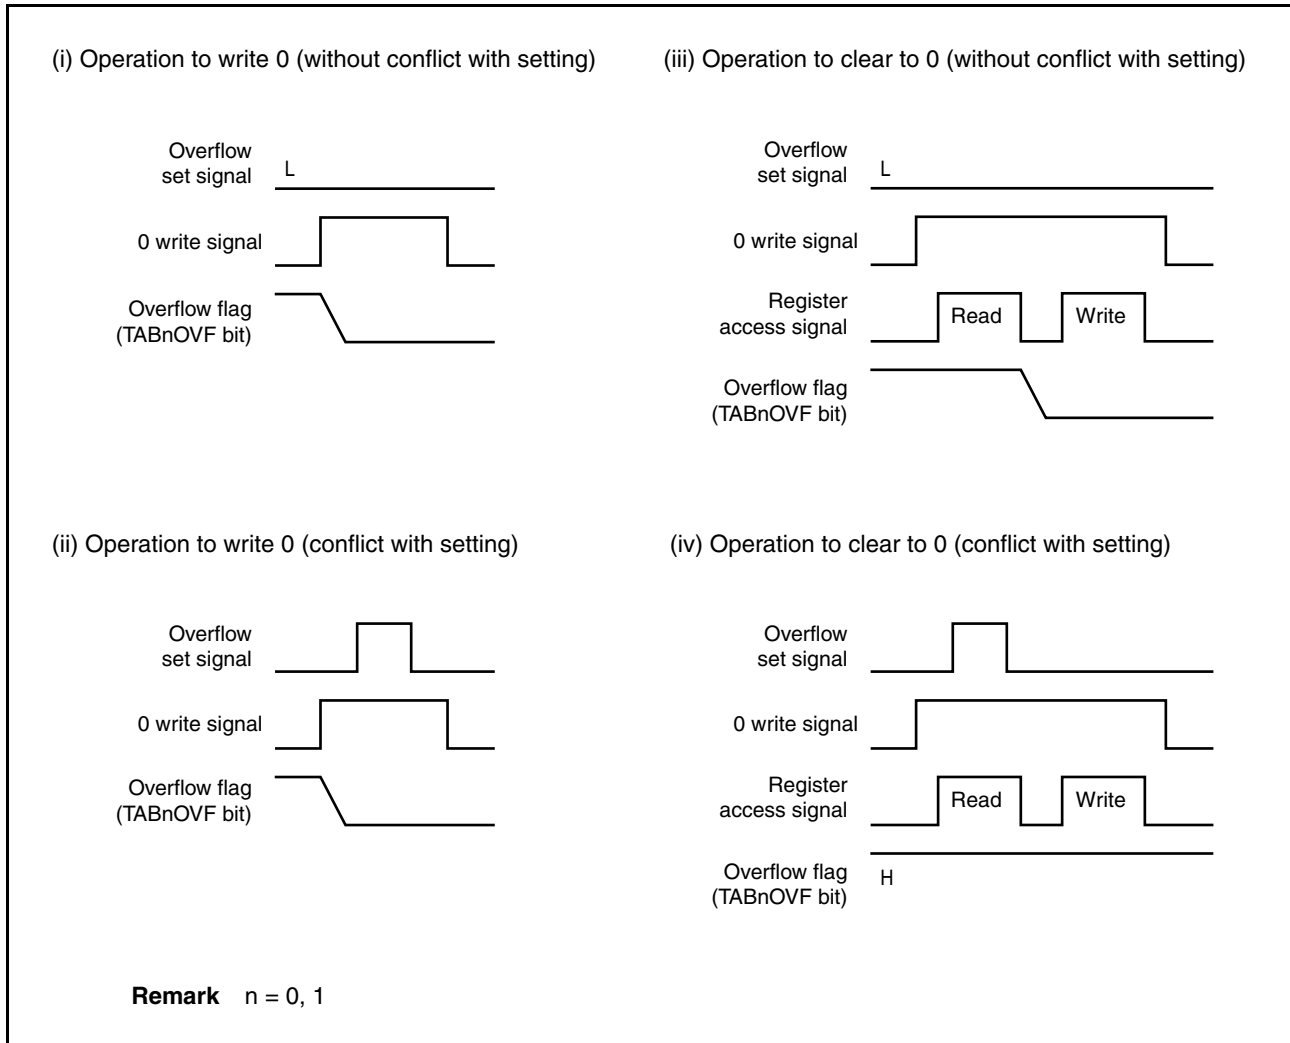 (i) Operation to write 0 (without conflict with setting)
Overflow
set signal
L
0 write signal
Overflow flag
(TABnOVF bit)
(iii) Operation to clear to 0 (without conflict with setting)
Overflow
set signal
L
0 write signal
Register
access signal
Read
Write
Overflow flag
(TABnOVF bit)
(ii) Operation to write 0 (conflict with setting)
Overflow
set signal
0 write signal
Overflow flag
(TABnOVF bit)
(iv) Operation to clear to 0 (conflict with setting)
Overflow
set signal
0 write signal
Register
access signal
Read
Write
Overflow flag
(TABnOVF bit)
H
Remark n = 0, 1